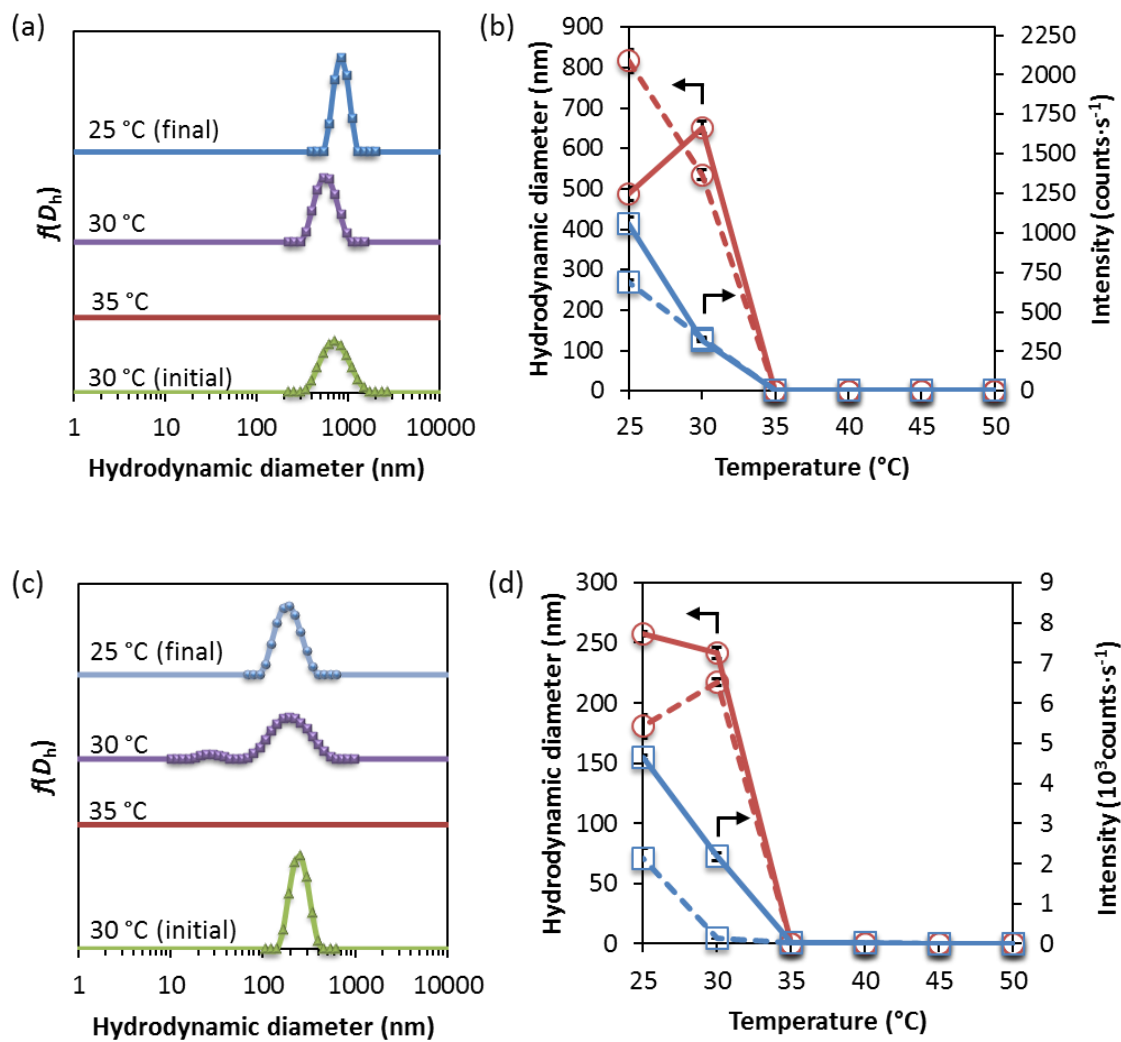 (a)
25 °C (final)
30 °C
35 °C
30 °C (initial)
f(Dh)
1 10 100 1000 10000
Hydrodynamic diameter (nm)
(b)
900
800
700
600
500
400
300
200
100
0
Hydrodynamic diameter (nm)
2250
2000
1750
1500
1250
1000
750
500
250
0
Intensity (counts·s-1)
25 30 35 40 45 50
Temperature (°C)
(c)
25 °C (final)
30 °C
35 °C
30 °C (initial)
f(Dh)
1 10 100 1000 10000
Hydrodynamic diameter (nm)
(d)
300
250
200
150
100
50
0
Hydrodynamic diameter (nm)
9
8
7
6
5
4
3
2
1
0
Intensity (103counts·s-1)
25 30 35 40 45 50
Temperature (°C)